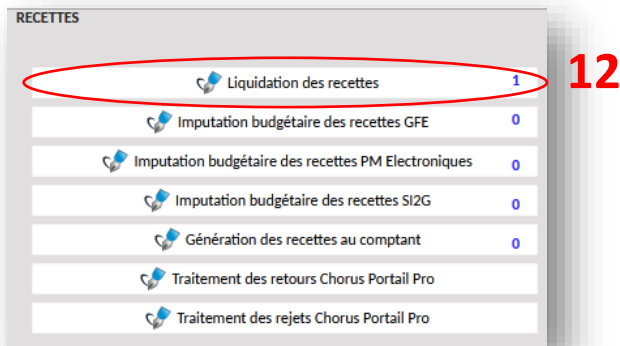 RECETTES
12
Liquidation des recettes 1
Imputation budgétaire des recettes GFE 0
Imputation budgétaire des recettes PM Electroniques 0
Imputation budgétaire des recettes SI2G 0
Génération des recettes au comptant 0
Traitement des retours Chorus Portail Pro
Traitement des rejets Chorus Portail Pro